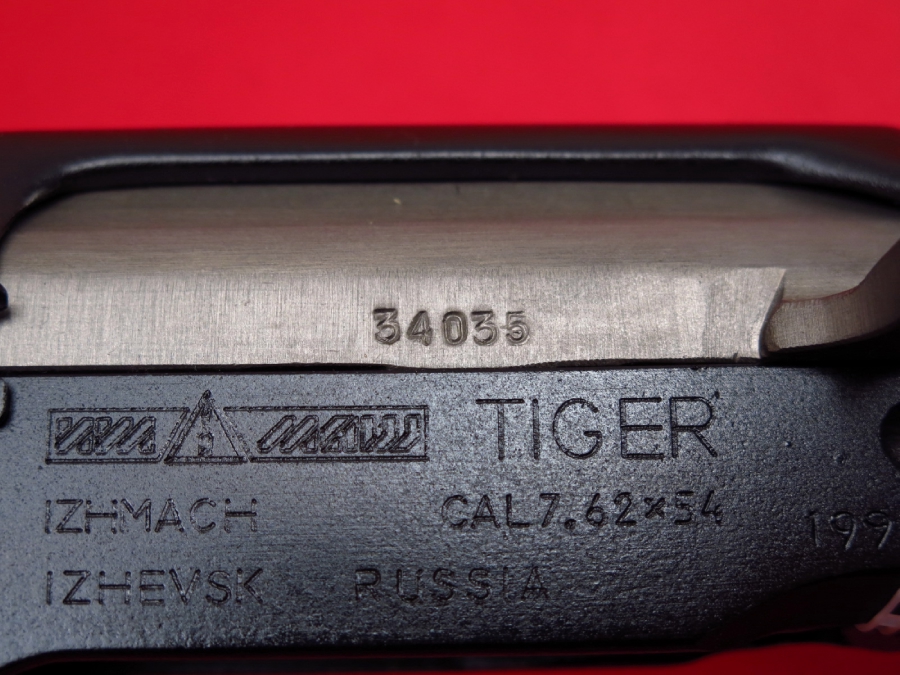 34035
TIGER
IZHMACH CAL7.62×54
199
IZHEVSK RUSSIA